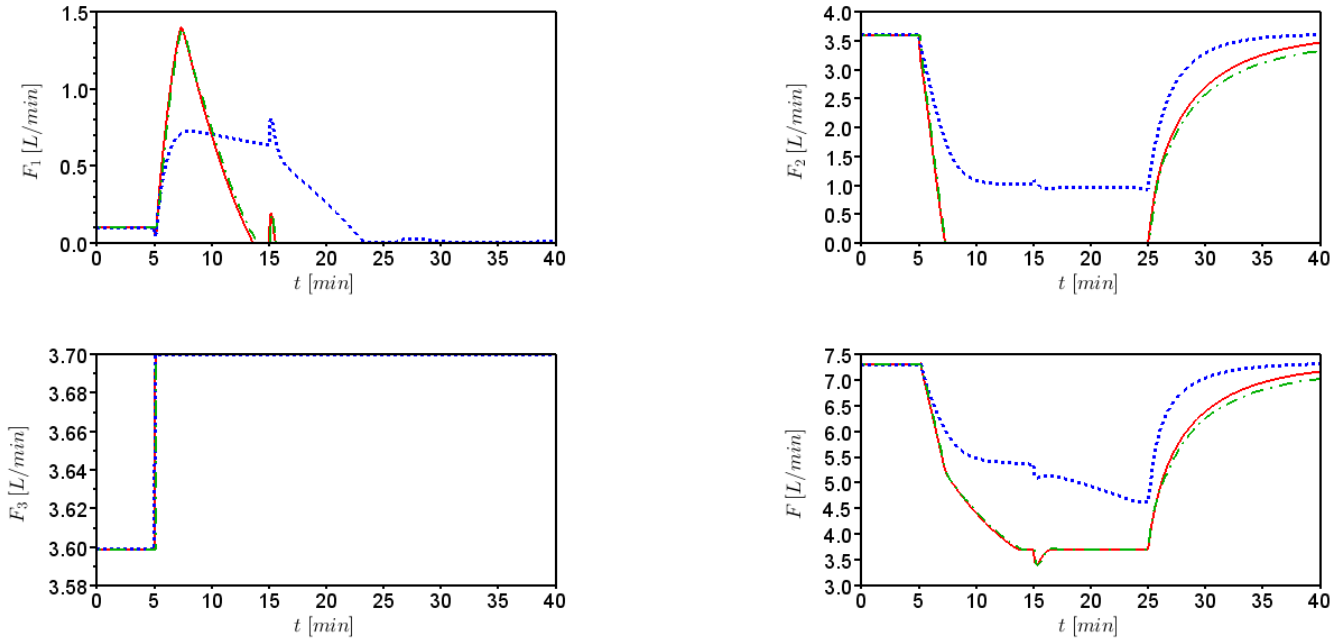 1.5
1.0
0.5
0.0
F₁ [L/min]
0 5 10 15 20 25 30 35 40
t [min]
4.0
3.5
3.0
2.5
2.0
1.5
1.0
0.5
0.0
F₂ [L/min]
0 5 10 15 20 25 30 35 40
t [min]
3.70
3.68
3.66
3.64
3.62
3.60
3.58
F₃ [L/min]
0 5 10 15 20 25 30 35 40
t [min]
7.5
7.0
6.5
6.0
5.5
5.0
4.5
4.0
3.5
3.0
F [L/min]
0 5 10 15 20 25 30 35 40
t [min]